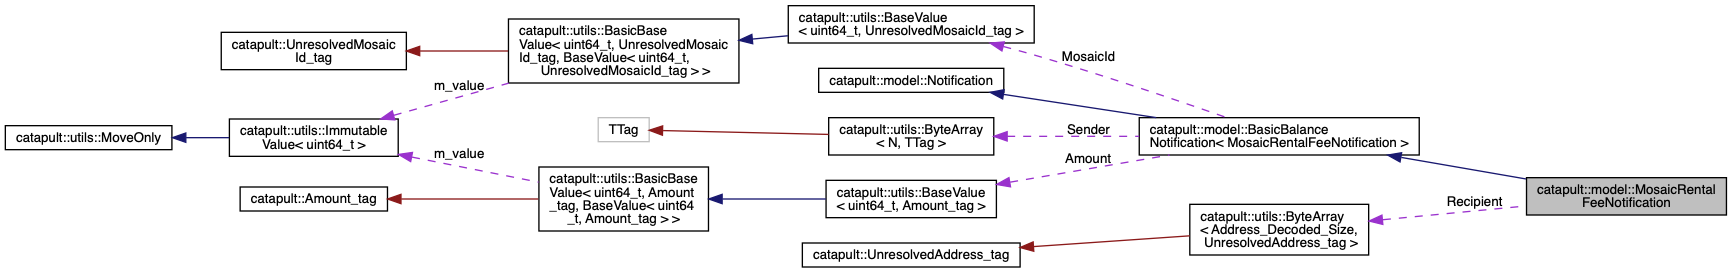 catapult::utils::BaseValue
< uint64_t, UnresolvedMosaicId_tag >
catapult::utils::BasicBase
Value< uint64_t, UnresolvedMosaic
Id_tag, BaseValue< uint64_t,
UnresolvedMosaicId_tag > >
catapult::UnresolvedMosaic
Id_tag
MosaicId
catapult::model::Notification
m_value
catapult::utils::MoveOnly
catapult::utils::Immutable
Value< uint64_t >
TTag
catapult::utils::ByteArray
< N, TTag >
Sender
catapult::model::BasicBalance
Notification< MosaicRentalFeeNotification >
m_value
Amount
catapult::Amount_tag
catapult::utils::BasicBase
Value< uint64_t, Amount
_tag, BaseValue< uint64
_t, Amount_tag > >
catapult::utils::BaseValue
< uint64_t, Amount_tag >
catapult::model::MosaicRental
FeeNotification
Recipient
catapult::utils::ByteArray
< Address_Decoded_Size,
UnresolvedAddress_tag >
catapult::UnresolvedAddress_tag